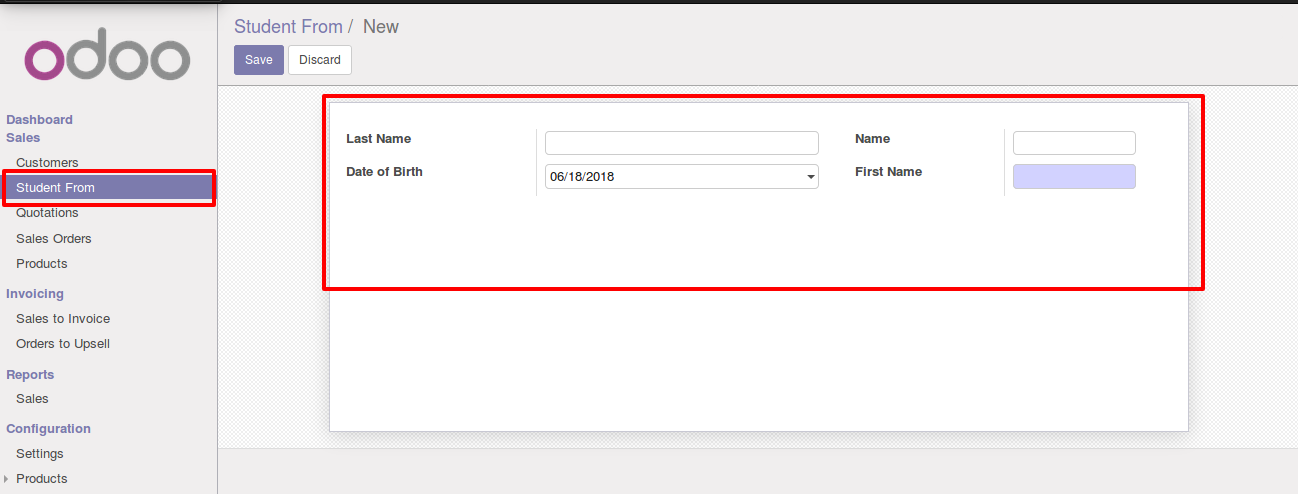 odoo
Dashboard
Sales
Customers
Student From
Quotations
Sales Orders
Products
Invoicing
Sales to Invoice
Orders to Upsell
Reports
Sales
Configuration
Settings
Products
Student From / New
Save Discard
Last Name Name
Date of Birth 06/18/2018 First Name